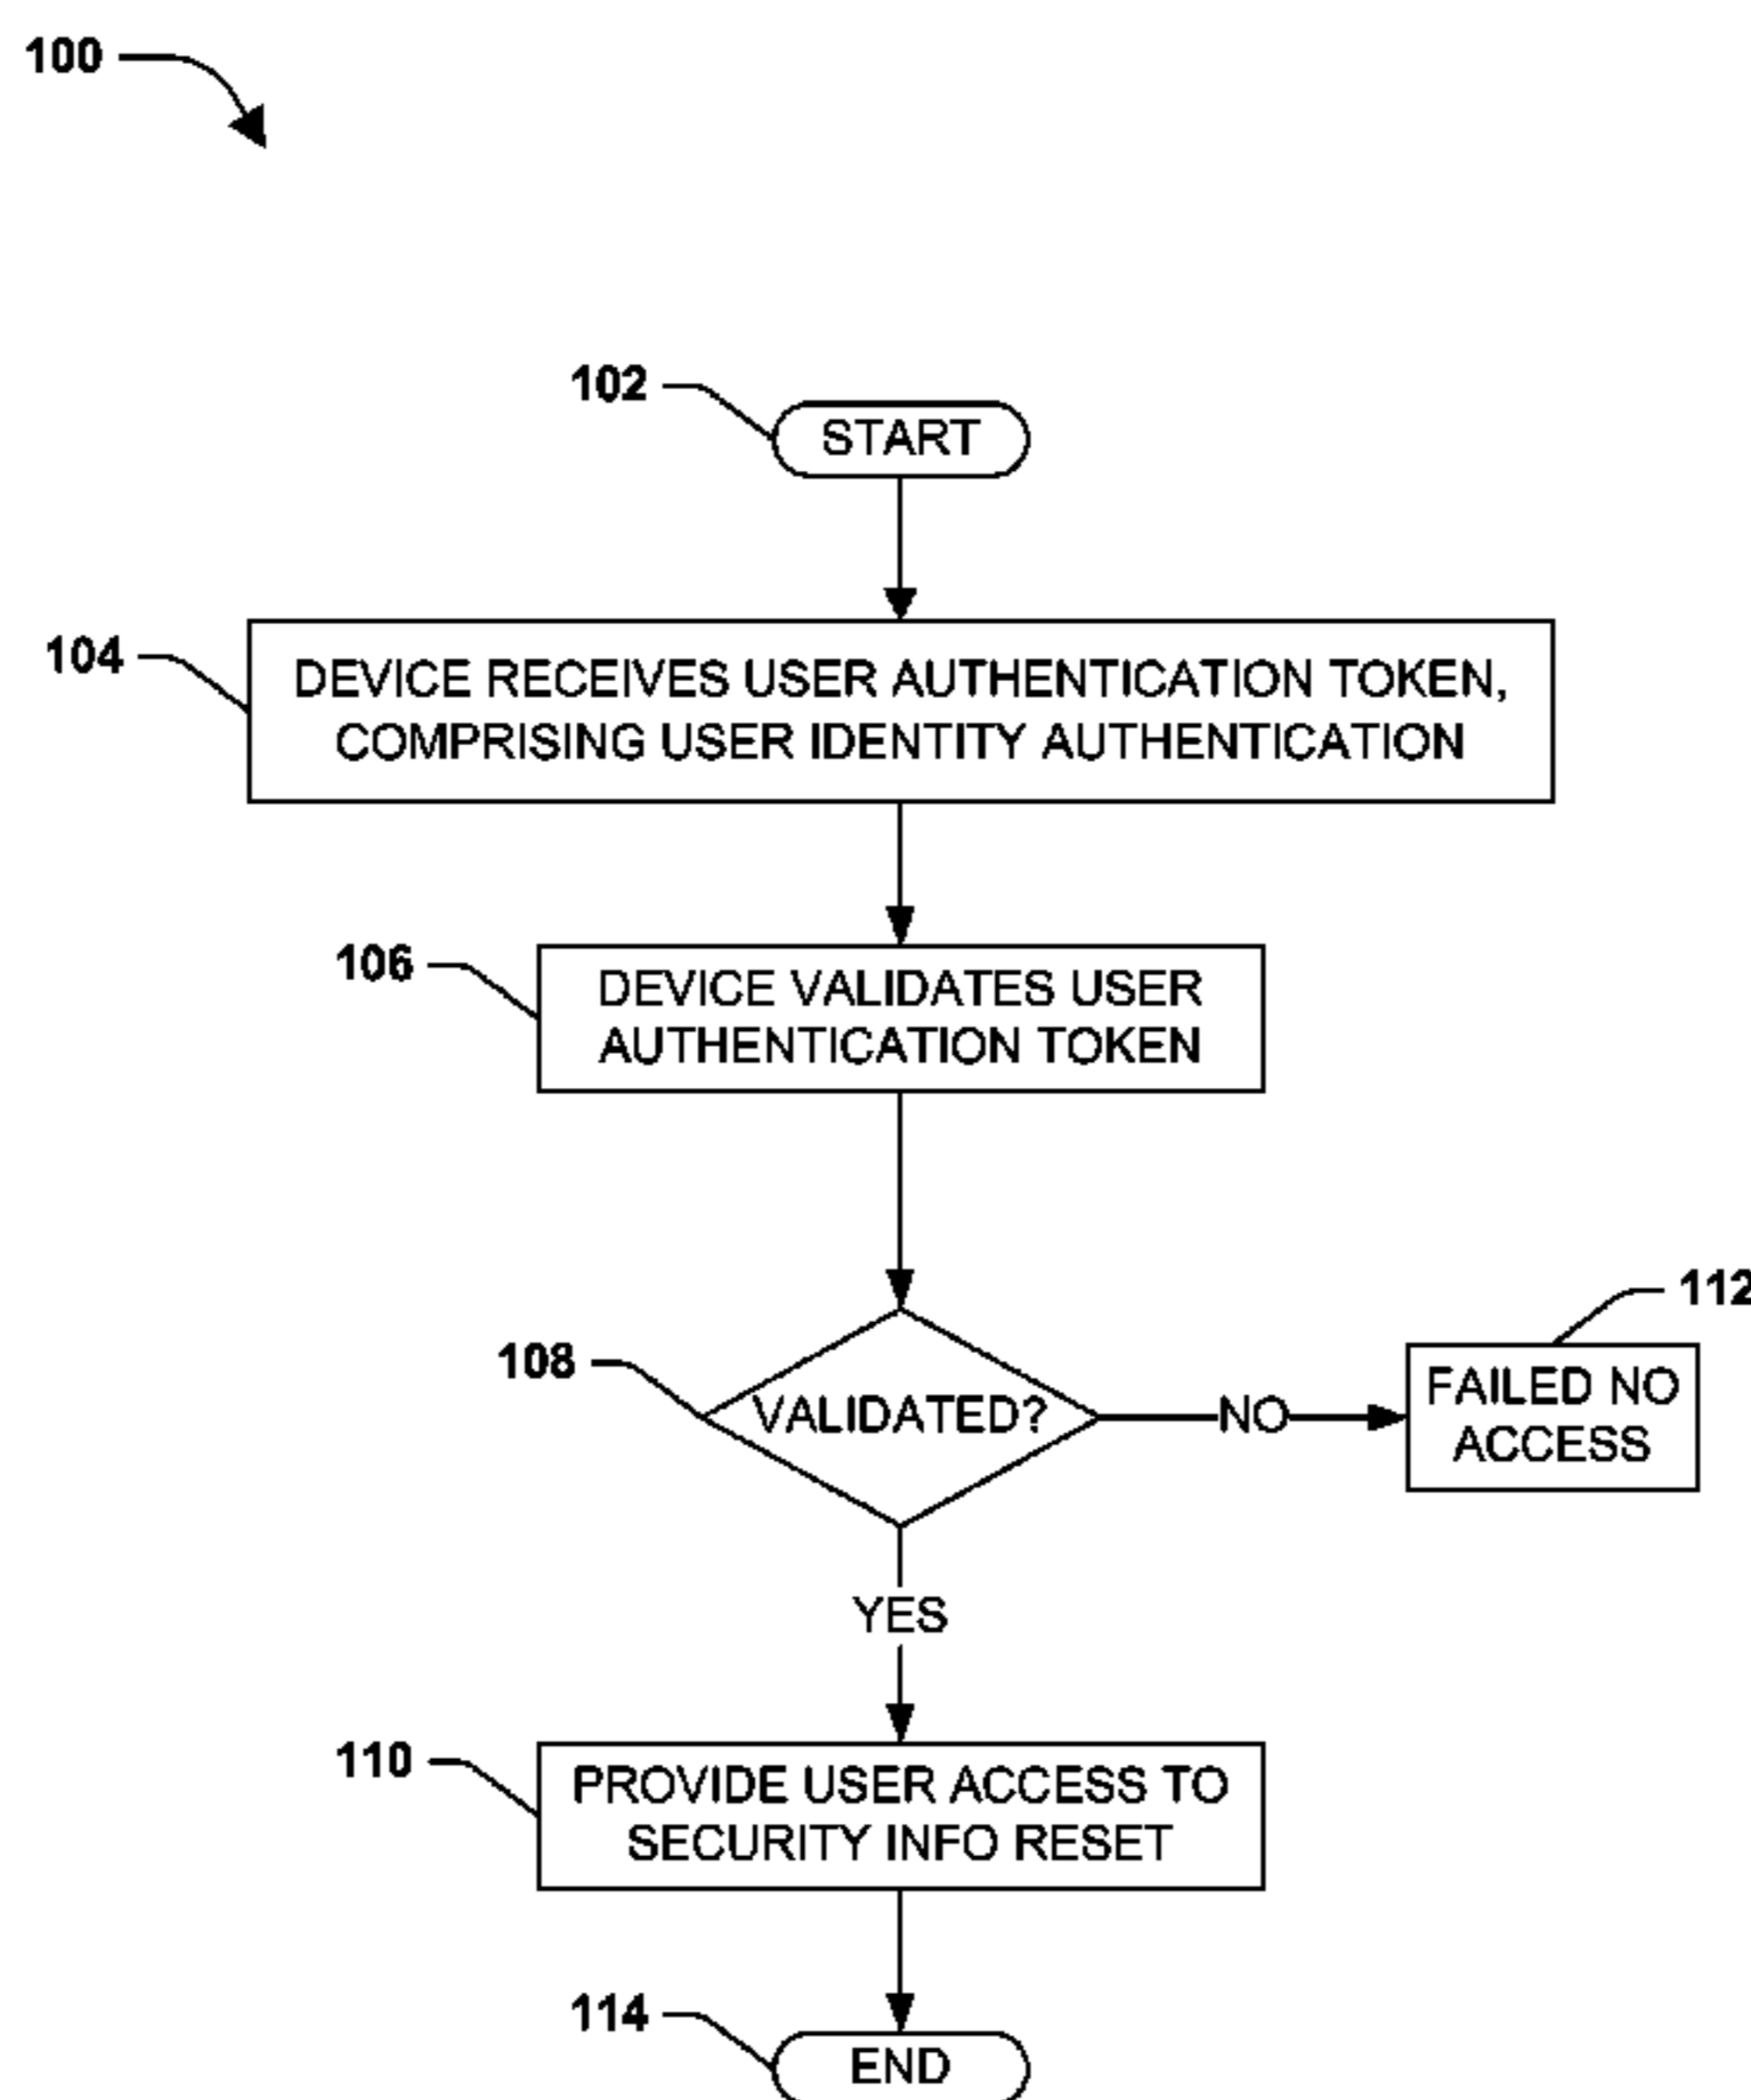 100
102
START
104
DEVICE RECEIVES USER AUTHENTICATION TOKEN,
COMPRISING USER IDENTITY AUTHENTICATION
106
DEVICE VALIDATES USER
AUTHENTICATION TOKEN
112
108
VALIDATED?
NO
FAILED NO
ACCESS
YES
110
PROVIDE USER ACCESS TO
SECURITY INFO RESET
114
END